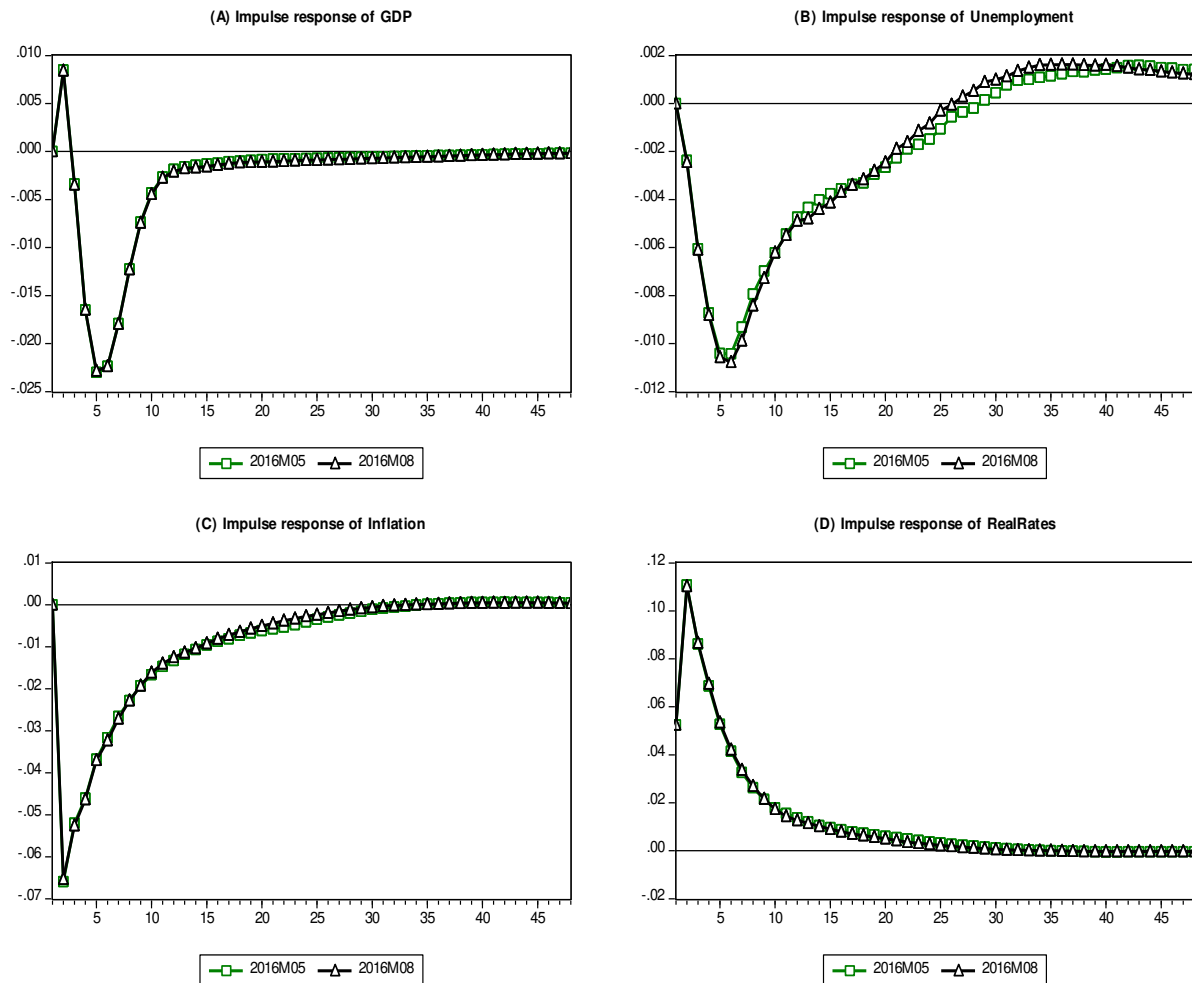 (A) Impulse response of GDP
.010
.005
.000
-.005
-.010
-.015
-.020
-.025
5 10 15 20 25 30 35 40 45
2016M05 2016M08
(B) Impulse response of Unemployment
.002
.000
-.002
-.004
-.006
-.008
-.010
-.012
5 10 15 20 25 30 35 40 45
2016M05 2016M08
(C) Impulse response of Inflation
.01
.00
-.01
-.02
-.03
-.04
-.05
-.06
-.07
5 10 15 20 25 30 35 40 45
2016M05 2016M08
(D) Impulse response of RealRates
.12
.10
.08
.06
.04
.02
.00
-.02
5 10 15 20 25 30 35 40 45
2016M05 2016M08